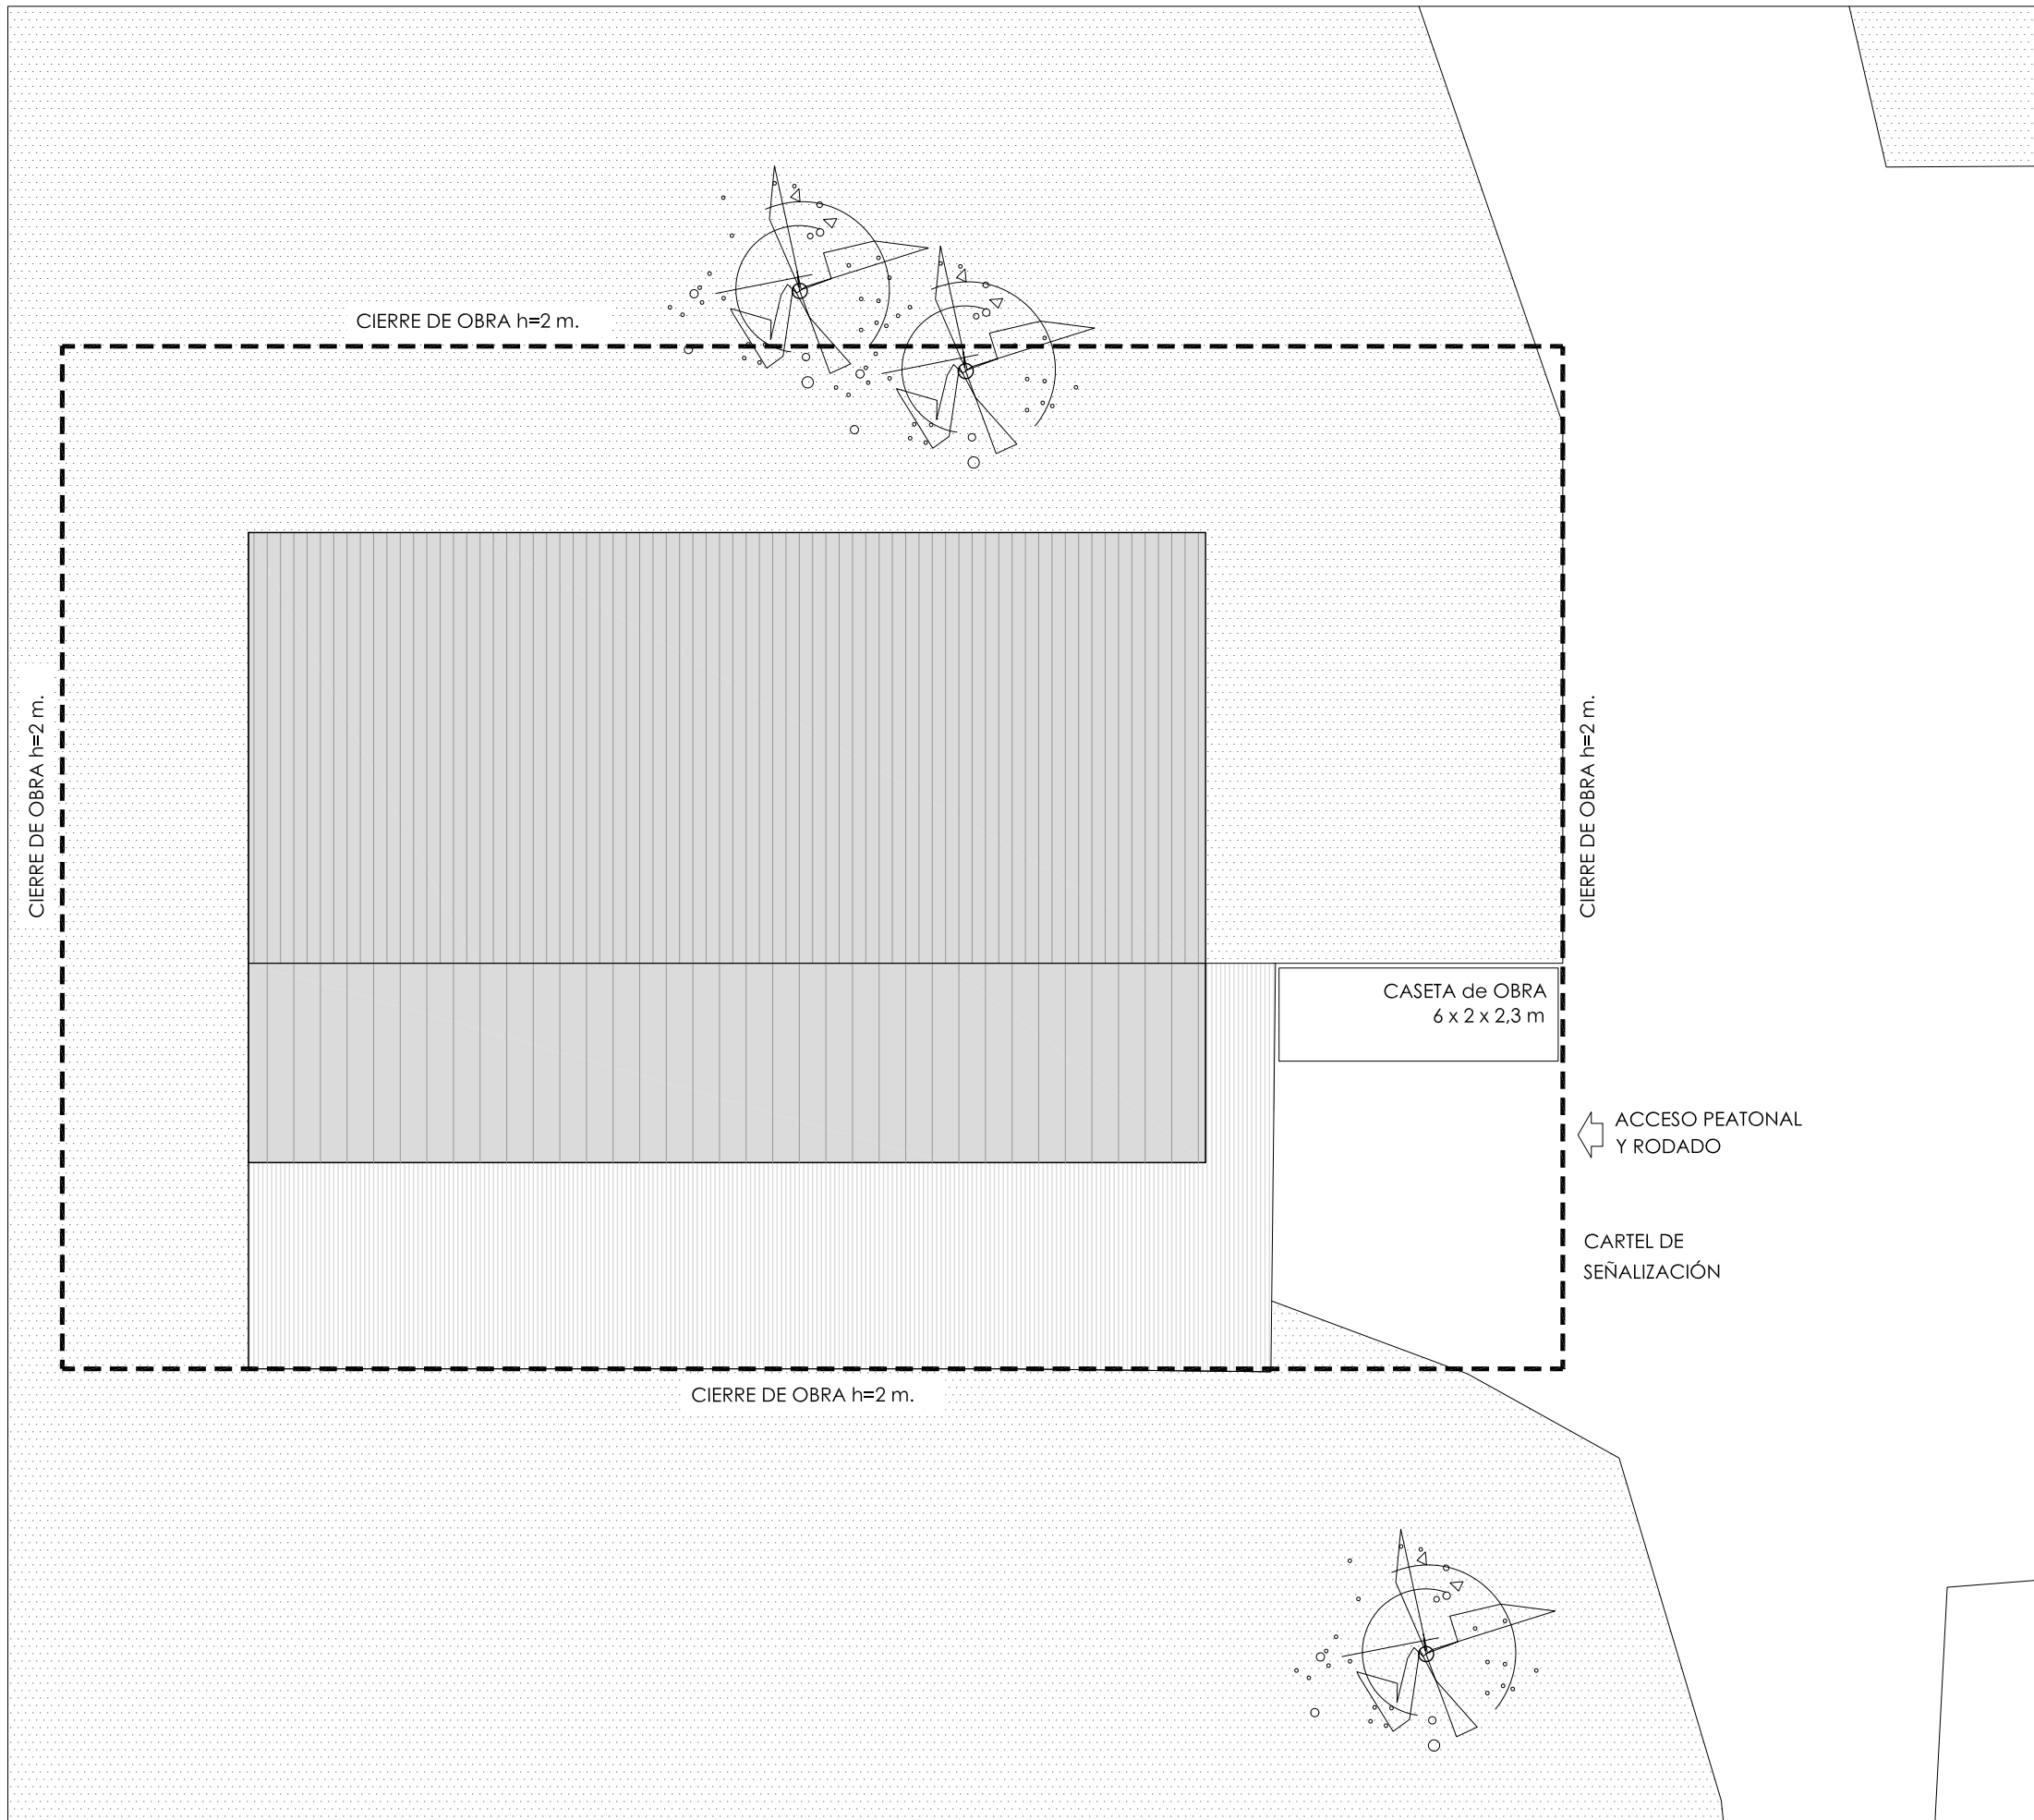 CIERRE DE OBRA h=2 m.
CIERRE DE OBRA h=2 m.
CIERRE DE OBRA h=2 m.
CASETA de OBRA
6 x 2 x 2,3 m
ACCESO PEATONAL
Y RODADO
CARTEL DE
SEÑALIZACIÓN
CIERRE DE OBRA h=2 m.